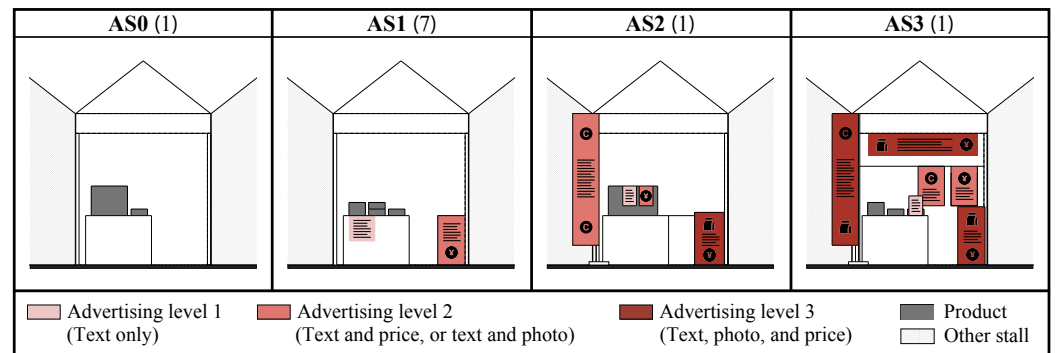 AS0 (1)
AS1 (7)
AS2 (1)
AS3 (1)
C
C
¥
¥
¥
C
¥
C
¥
¥
Advertising level 1
(Text only)
Advertising level 2
(Text and price, or text and photo)
Advertising level 3
(Text, photo, and price)
Product
Other stall